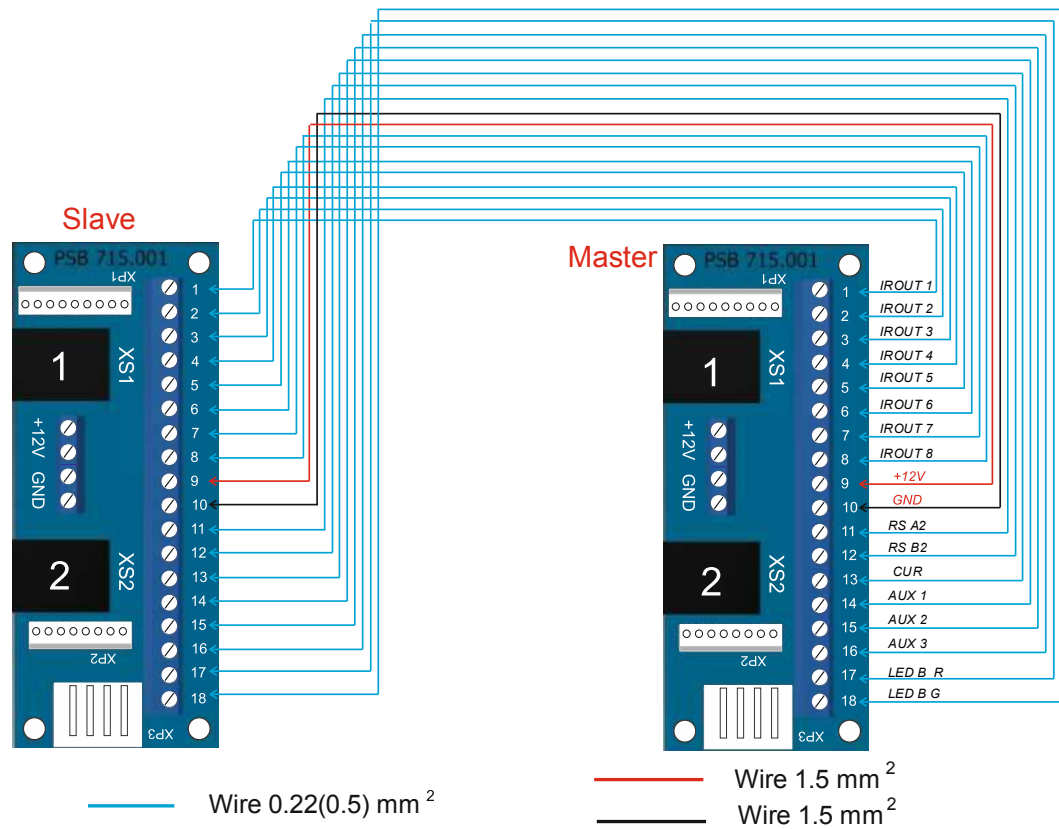 Slave
PSB 715.001
XP1
1
2
3
4
5
6
7
8
9
10
11
12
13
14
15
16
17
18
1
XS1
+12V
GND
2
XS2
XP2
XP3
Master
PSB 715.001
XP1
1 IROUT 1
2 IROUT 2
3 IROUT 3
4 IROUT 4
5 IROUT 5
6 IROUT 6
7 IROUT 7
8 IROUT 8
9 +12V
10 GND
11 RS A2
12 RS B2
13 CUR
14 AUX 1
15 AUX 2
16 AUX 3
17 LED B R
18 LED B G
1
XS1
+12V
GND
2
XS2
XP2
XP3
Wire 0.22(0.5) mm 2
Wire 1.5 mm 2
Wire 1.5 mm 2